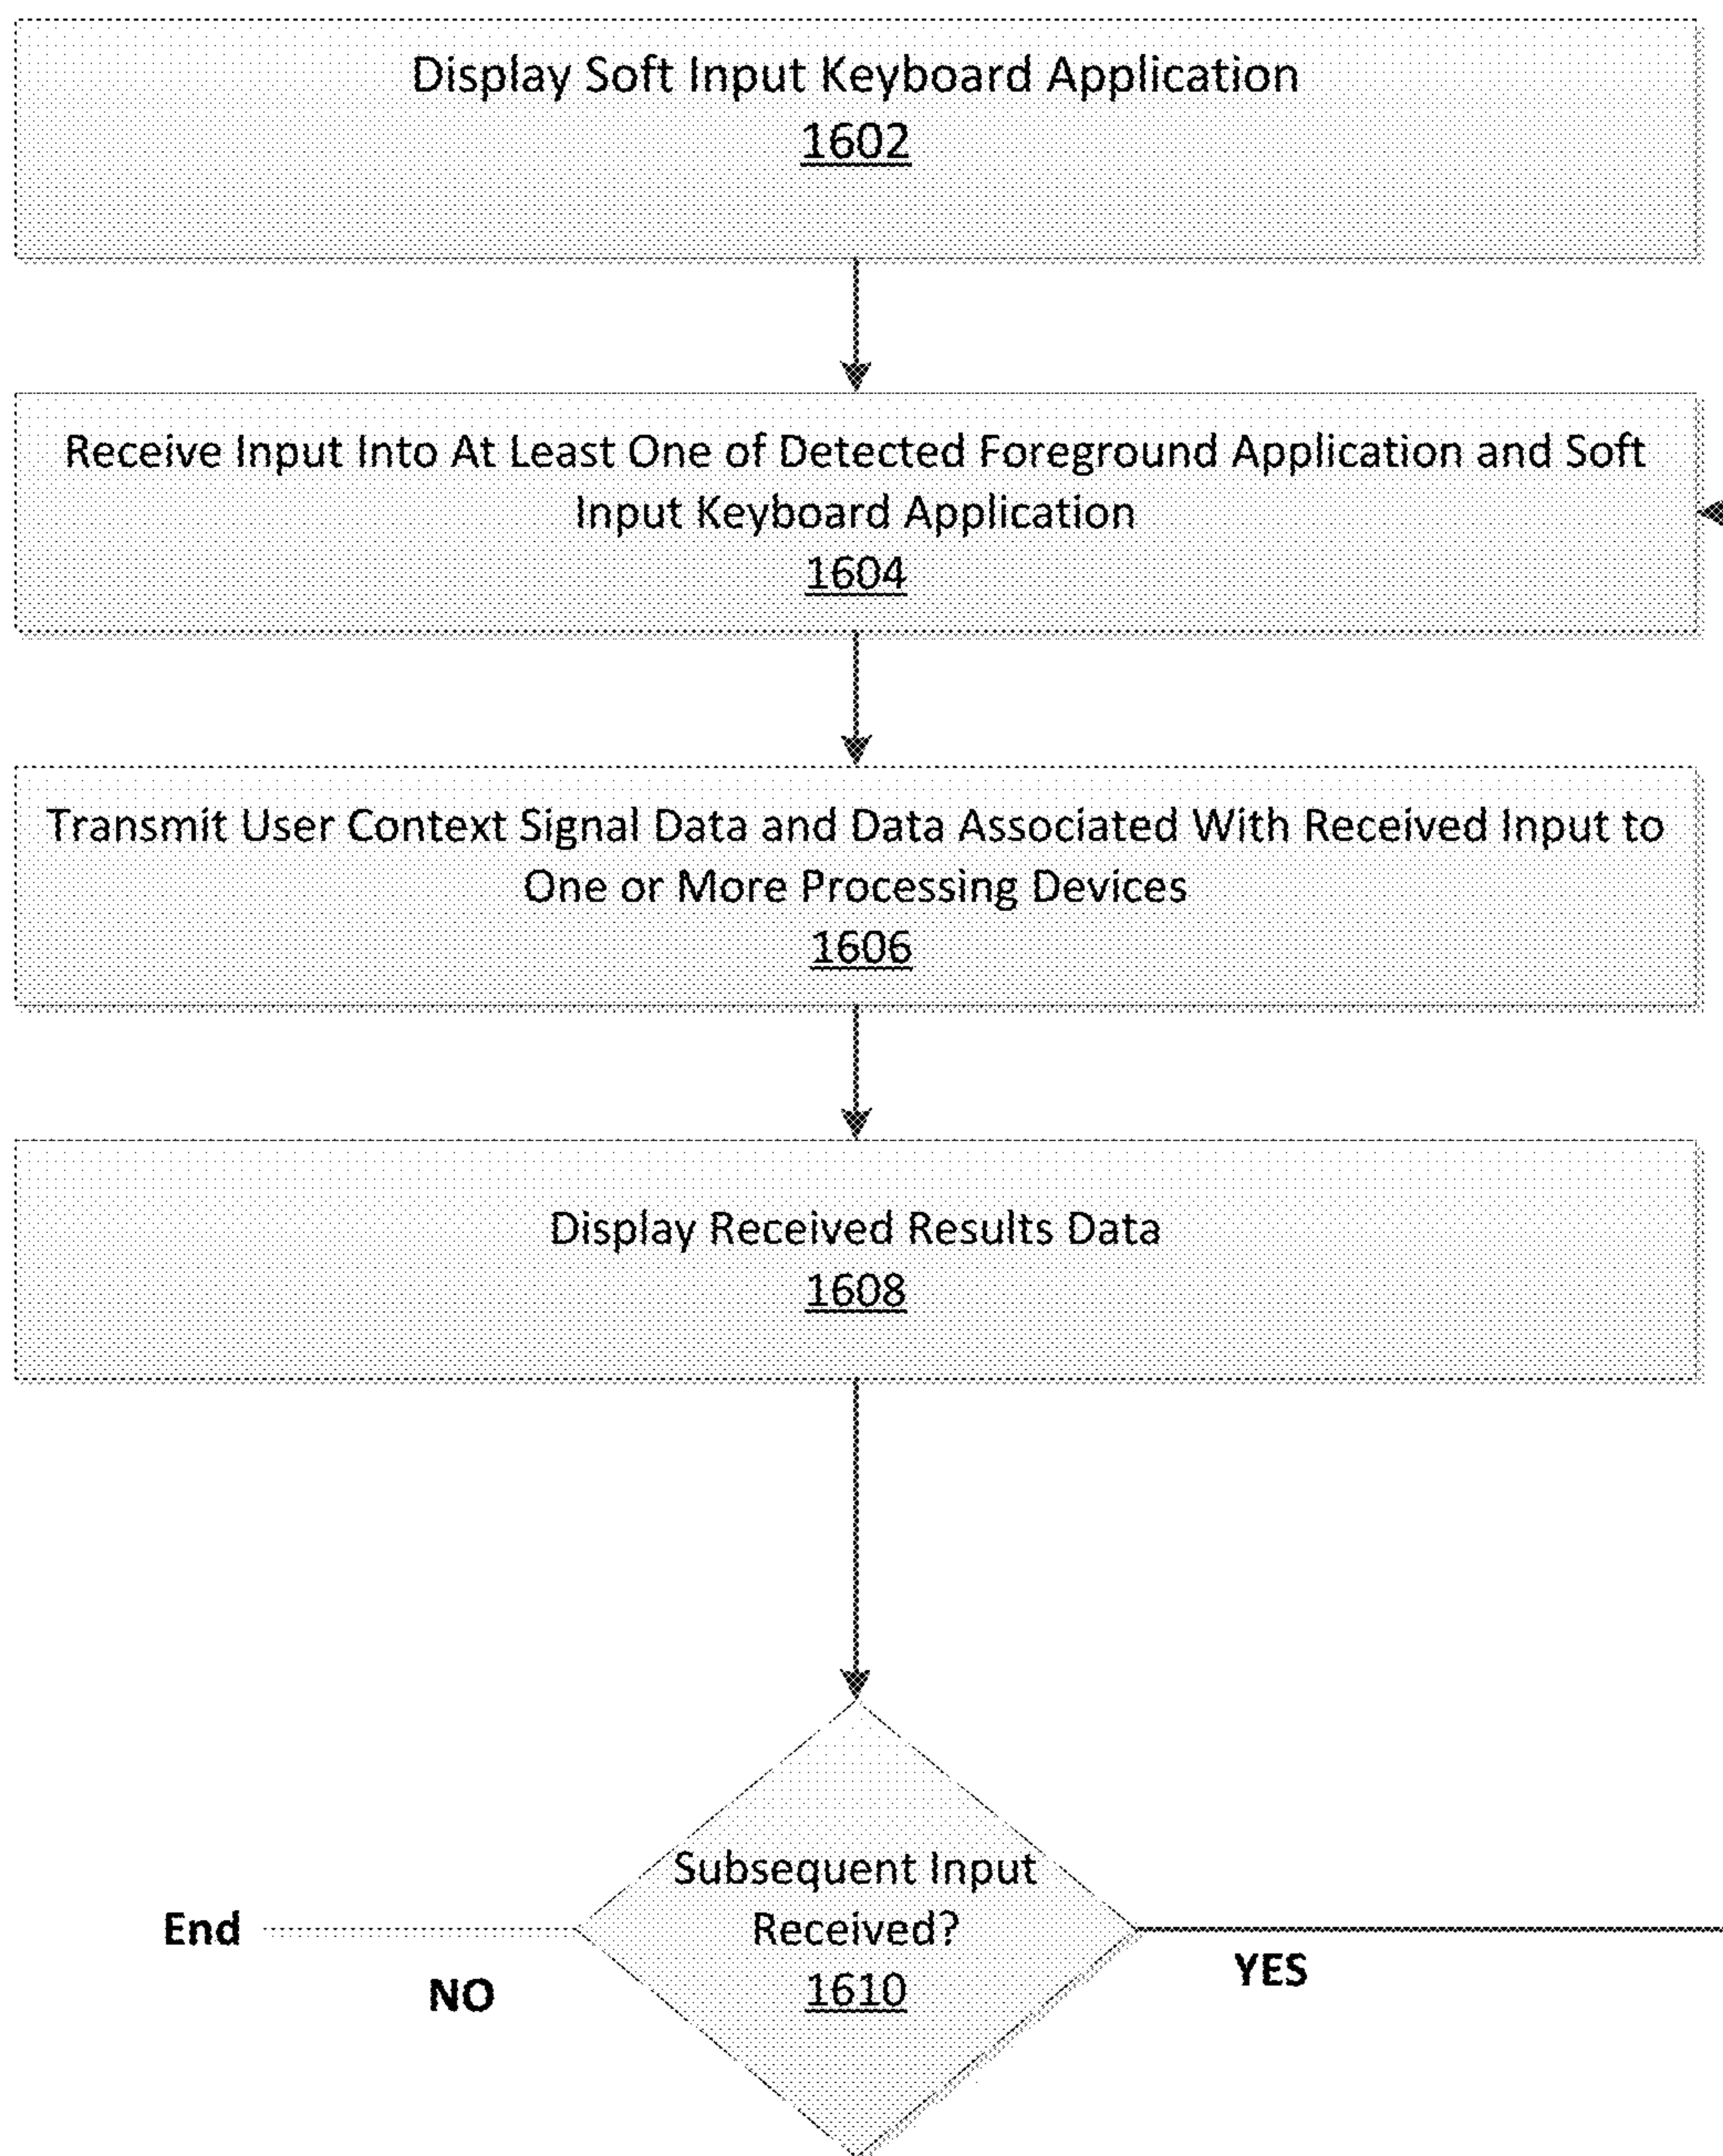 Display Soft Input Keyboard Application
1602
Receive Input Into At Least One of Detected Foreground Application and Soft
Input Keyboard Application
1604
Transmit User Context Signal Data and Data Associated With Received Input to
One or More Processing Devices
1606
Display Received Results Data
1608
Subsequent Input
Received?
1610
End
NO
YES